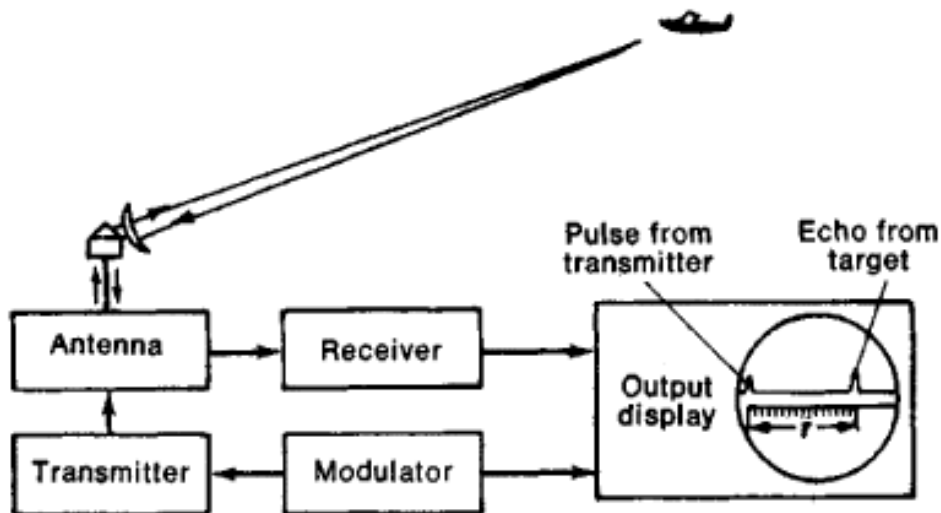 Pulse from
transmitter
Echo from
target
Antenna
Receiver
Output
display
r
Transmitter
Modulator